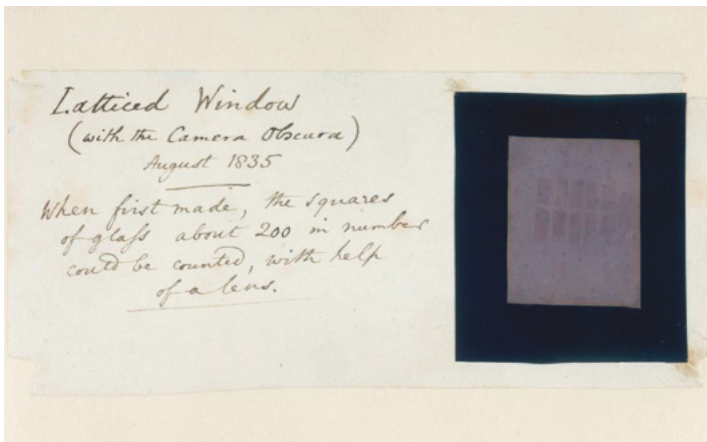 Latticed Window
(with the Camera Obscura)
August 1835
When first made, the squares
of glass about 200 in number
could be counted, with help
of a lens.